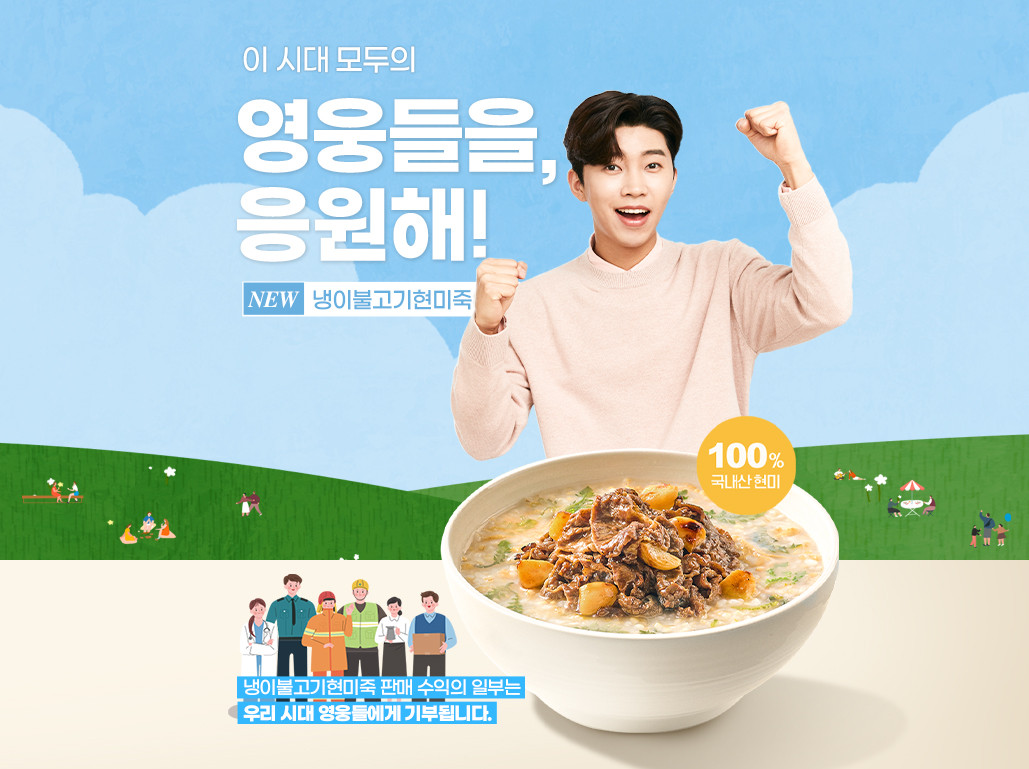 이 시대 모두의
영웅들을,
응원해!
NEW 냉이불고기현미죽
100%
국내산 현미
냉이불고기현미죽 판매 수익의 일부는
우리 시대 영웅들에게 기부됩니다.